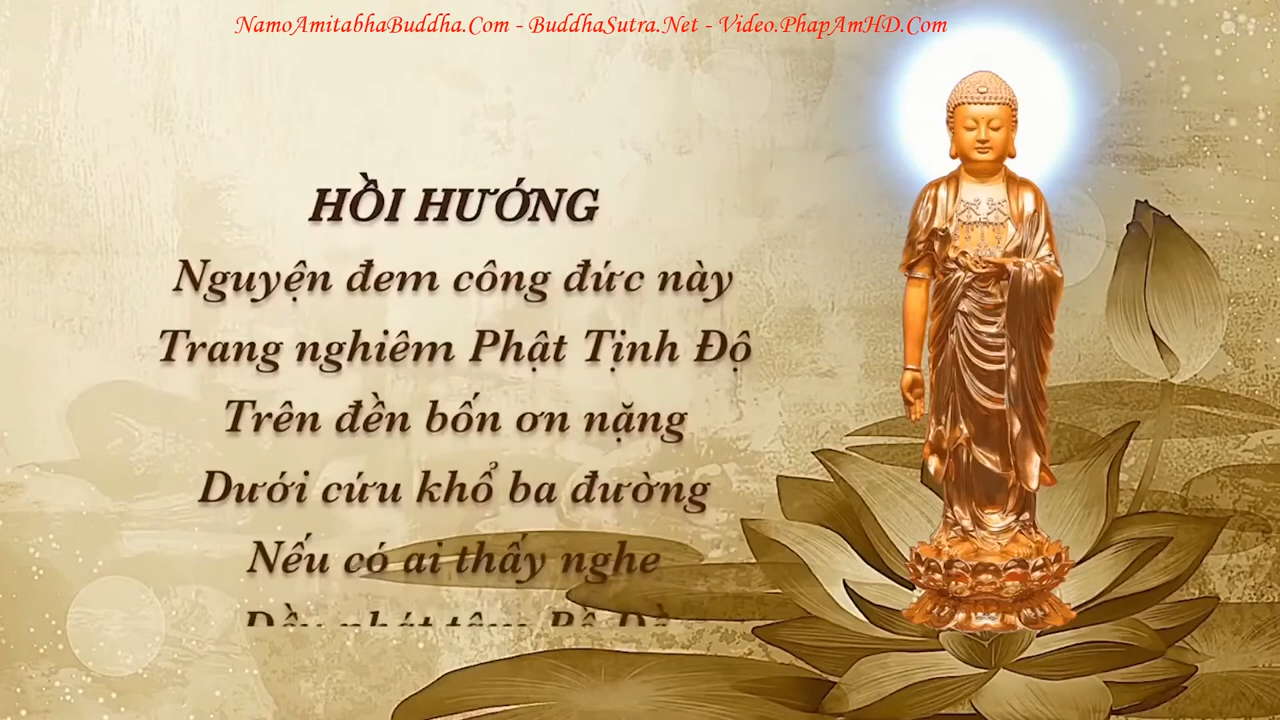 NamoAmitabhaBuddha.Com - BuddhaSutra.Net - Video.PhapAmHD.Com
HỒI HƯỚNG
Nguyện đem công đức này
Trang nghiêm Phật Tịnh Độ
Trên đền bốn ơn nặng
Dưới cứu khổ ba đường
Nếu có ai thấy nghe